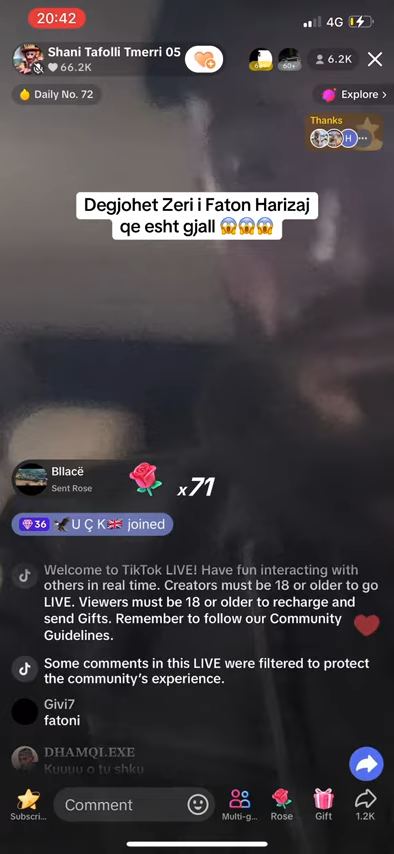 20:42
4G
Shani Tafolli Tmerri 05
66.2K
60+
6.2K
Daily No. 72
Explore >
Thanks
H
Degjohet Zeri i Faton Harizaj
qe esht gjall 😱😱😱
Bllacë
Sent Rose
x71
36 🦅U Ç K🇬🇧 joined
Welcome to TikTok LIVE! Have fun interacting with
others in real time. Creators must be 18 or older to go
LIVE. Viewers must be 18 or older to recharge and
send Gifts. Remember to follow our Community
Guidelines.
Some comments in this LIVE were filtered to protect
the community's experience.
Givi7
fatoni
DHAMQI.EXE
Kuuyu o tu shku
Comment
Subscri...
Multi-g...
Rose
Gift
1.2K